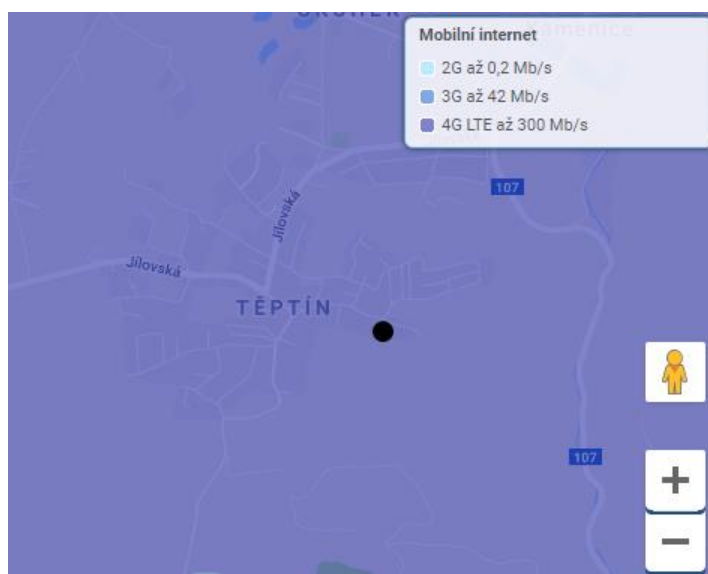 Kamenice
Mobilní internet
2G až 0,2 Mb/s
3G až 42 Mb/s
4G LTE až 300 Mb/s
107
Jílovská
Jílovská
TĚPTÍN
107